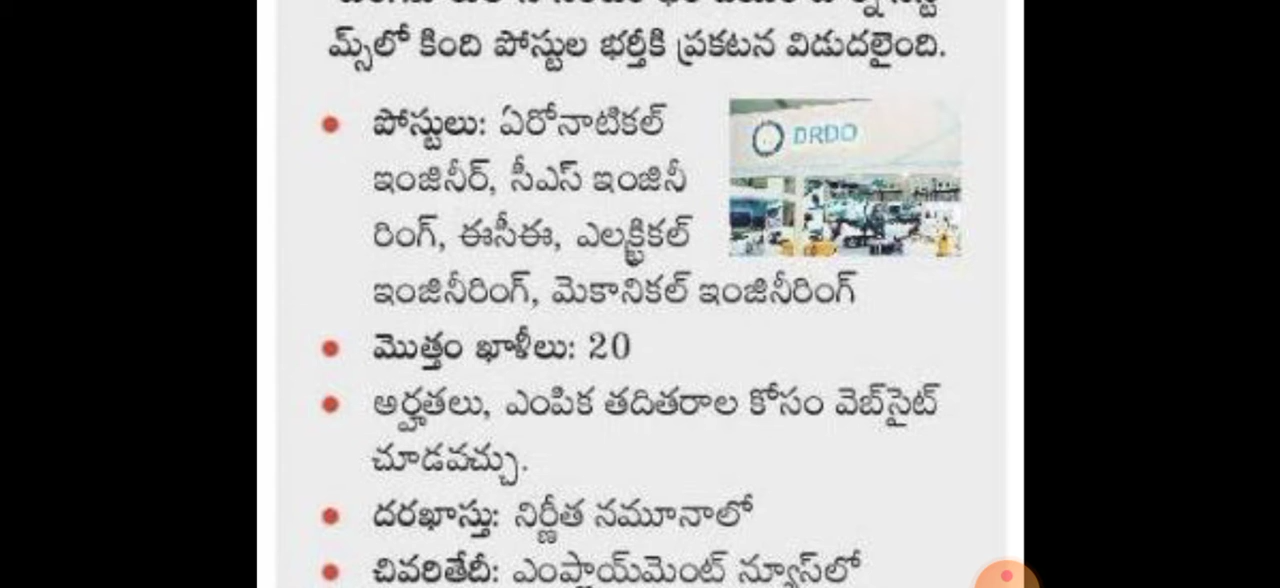 మ్స్‌లో కింది పోస్టుల భర్తీకి ప్రకటన విడుదలైంది.
• పోస్టులు: ఏరోనాటికల్
DRDO
ఇంజినీర్, సీఎస్ ఇంజినీ
రింగ్, ఈసీఈ, ఎలక్ట్రికల్
ఇంజినీరింగ్, మెకానికల్ ఇంజినీరింగ్
• మొత్తం ఖాళీలు: 20
• అర్హతలు, ఎంపిక తదితరాల కోసం వెబ్‌సైట్
చూడవచ్చు.
• దరఖాస్తు: నిర్ణీత నమూనాలో
• చివరితేదీ: ఎంప్లాయ్‌మెంట్ న్యూస్‌లో